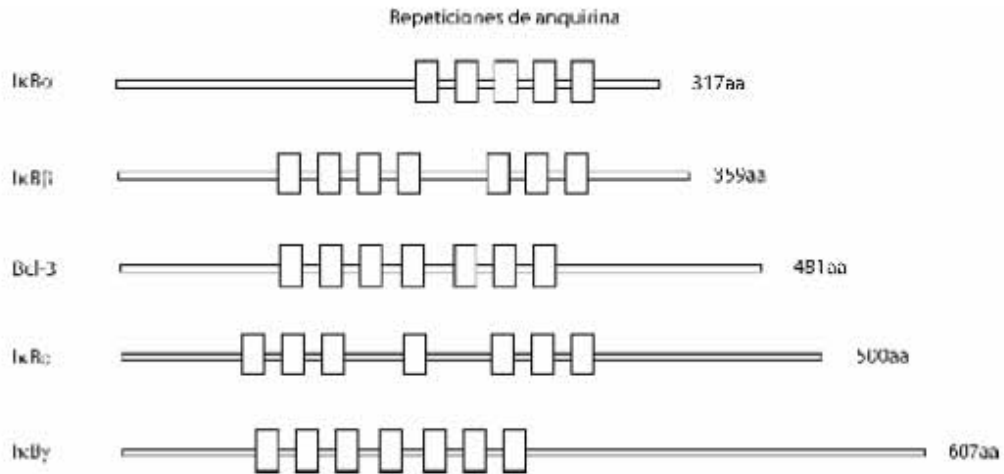 Repeticiones de anquirina
IκBα
317aa
IκBβ
359aa
Bcl-3
481aa
IκBε
500aa
IκBγ
607aa